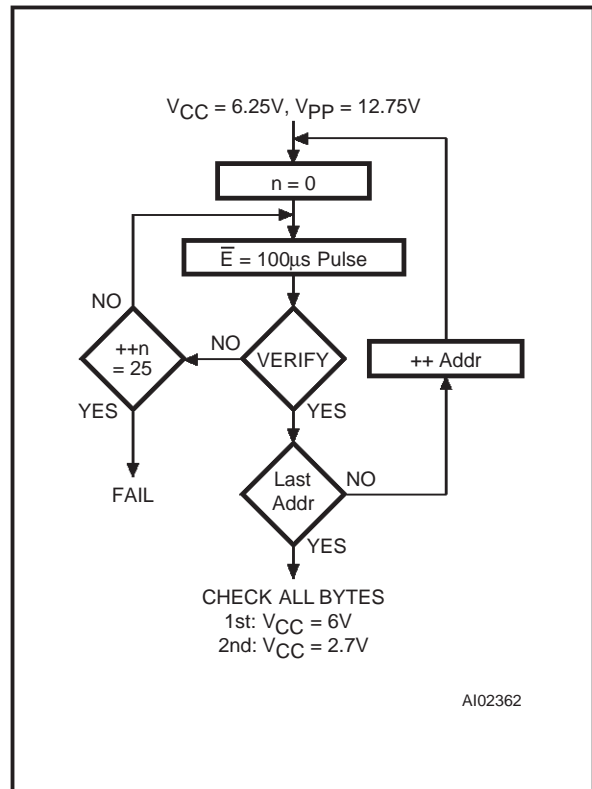 VCC = 6.25V, VPP = 12.75V
n = 0
E̅ = 100µs Pulse
NO
++n
= 25
NO
VERIFY
++ Addr
YES
YES
FAIL
Last
Addr
NO
YES
CHECK ALL BYTES
1st: VCC = 6V
2nd: VCC = 2.7V
AI02362